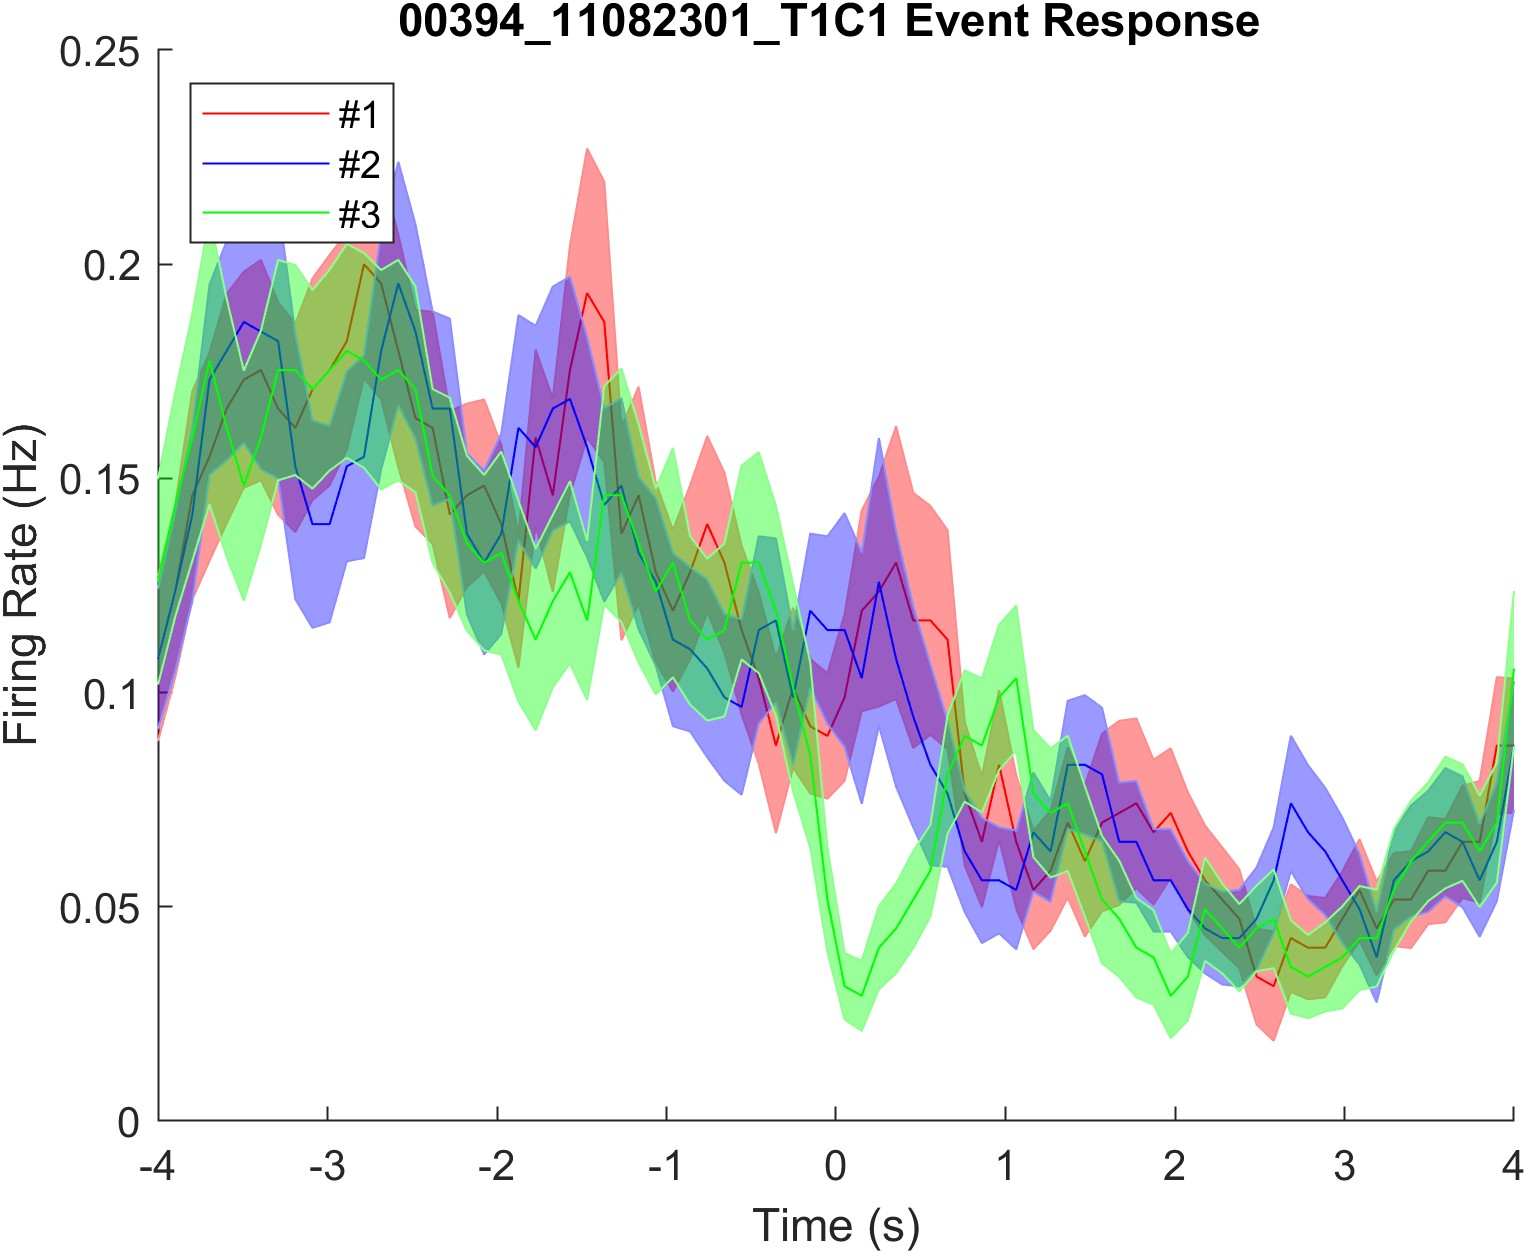 00394_11082301_T1C1 Event Response
0.25
0.2
0.15
0.1
0.05
0
Firing Rate (Hz)
#1
#2
#3
-4 -3 -2 -1 0 1 2 3 4
Time (s)